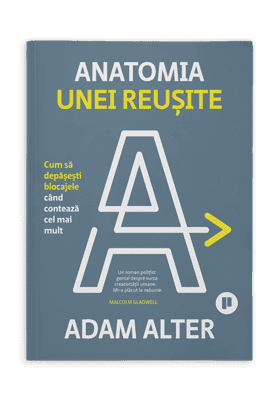 ANATOMIA
UNEI REUȘITE
Cum să
depășești
blocajele
când
contează
cel mai
mult
Un roman polițist
genial despre sursa
creativității umane.
Mi-a plăcut la nebunie.
MALCOLM GLADWELL
ADAM ALTER